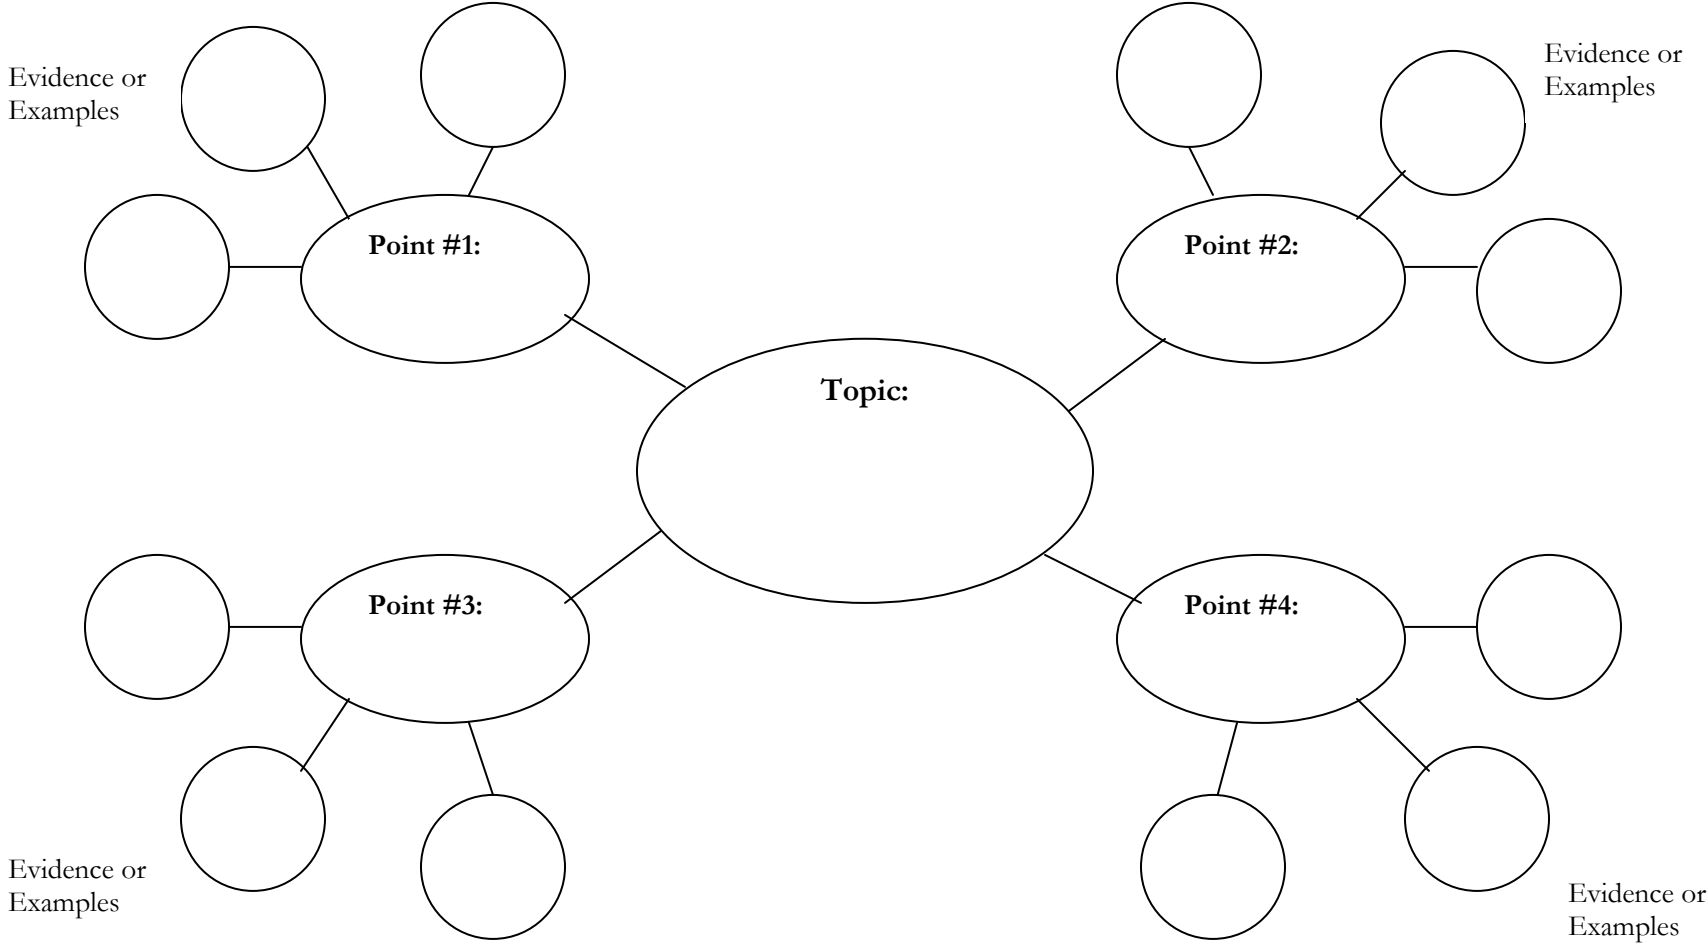 Evidence or
Examples
Evidence or
Examples
Point #1:
Point #2:
Topic:
Point #3:
Point #4:
Evidence or
Examples
Evidence or
Examples